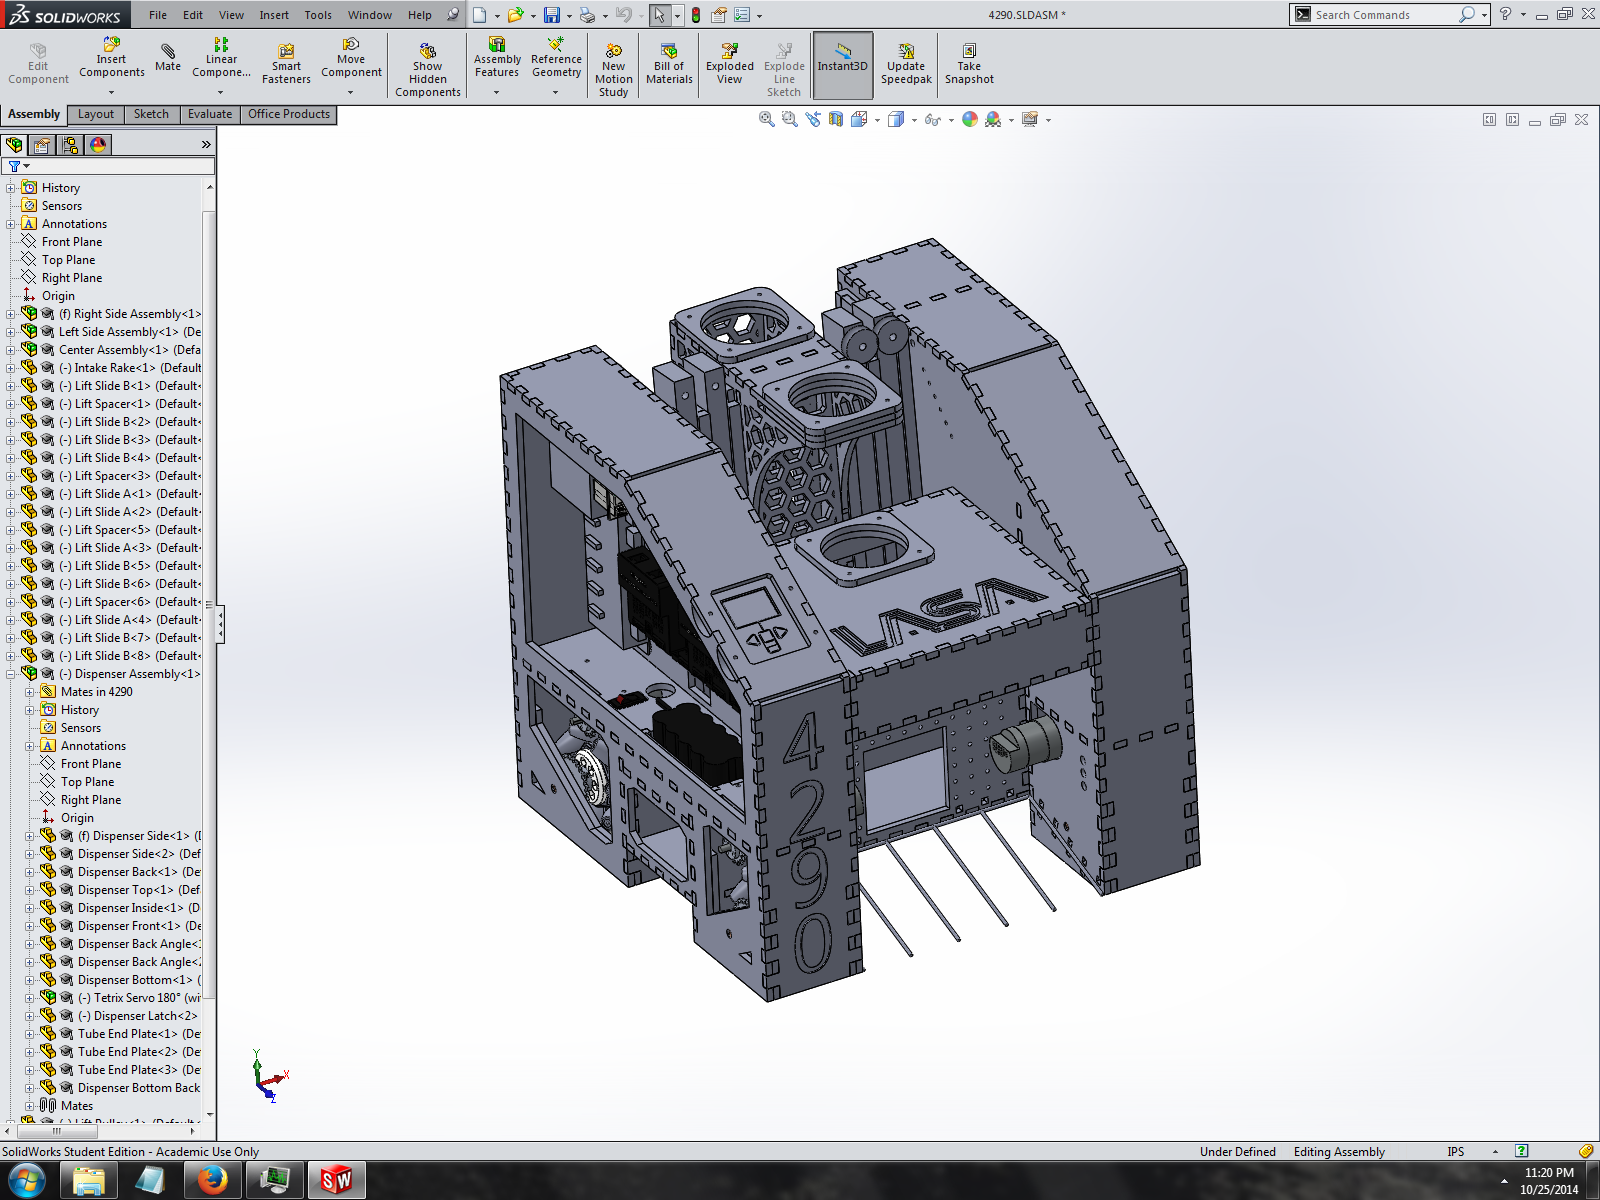 SOLIDWORKS
File Edit View Insert Tools Window Help
4290.SLDASM *
Search Commands
Edit Component
Insert Components
Mate
Linear Compone...
Smart Fasteners
Move Component
Show Hidden Components
Assembly Features
Reference Geometry
New Motion Study
Bill of Materials
Exploded View
Explode Line Sketch
Instant3D
Update Speedpak
Take Snapshot
Assembly Layout Sketch Evaluate Office Products
History
Sensors
Annotations
Front Plane
Top Plane
Right Plane
Origin
(f) Right Side Assembly<1>
Left Side Assembly<1> (De
Center Assembly<1> (Defa
(-) Intake Rake<1> (Default
(-) Lift Slide B<1> (Default<
(-) Lift Spacer<1> (Default<
(-) Lift Slide B<2> (Default<
(-) Lift Slide B<3> (Default<
(-) Lift Slide B<4> (Default<
(-) Lift Spacer<3> (Default<
(-) Lift Slide A<1> (Default<
(-) Lift Slide A<2> (Default<
(-) Lift Spacer<5> (Default<
(-) Lift Slide A<3> (Default<
(-) Lift Slide B<5> (Default<
(-) Lift Slide B<6> (Default<
(-) Lift Spacer<6> (Default<
(-) Lift Slide A<4> (Default<
(-) Lift Slide B<7> (Default<
(-) Lift Slide B<8> (Default<
(-) Dispenser Assembly<1>
Mates in 4290
History
Sensors
Annotations
Front Plane
Top Plane
Right Plane
Origin
(f) Dispenser Side<1> (
Dispenser Side<2> (Def
Dispenser Back<1> (De
Dispenser Top<1> (Def
Dispenser Inside<1> (D
Dispenser Front<1> (De
Dispenser Back Angle<
Dispenser Back Angle<
Dispenser Bottom<1> (
(-) Tetrix Servo 180° (wi
(-) Dispenser Latch<2>
Tube End Plate<1> (De
Tube End Plate<2> (De
Tube End Plate<3> (De
Dispenser Bottom Back
Mates
(-) Lift Pulley<1> (Default<
LASA
4290
Y
X
Z
SolidWorks Student Edition - Academic Use Only
Under Defined Editing Assembly IPS
11:20 PM
10/25/2014